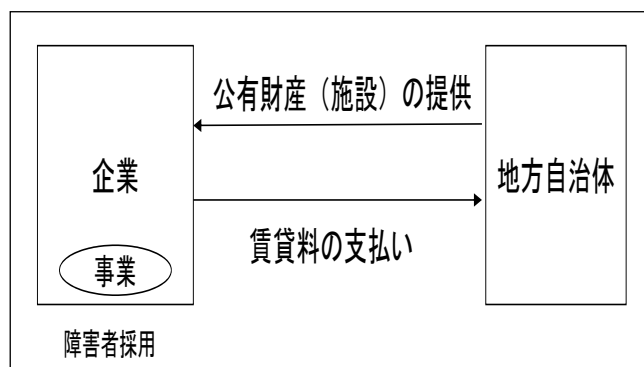 公有財産（施設）の提供
企業
地方自治体
賃貸料の支払い
事業
障害者採用